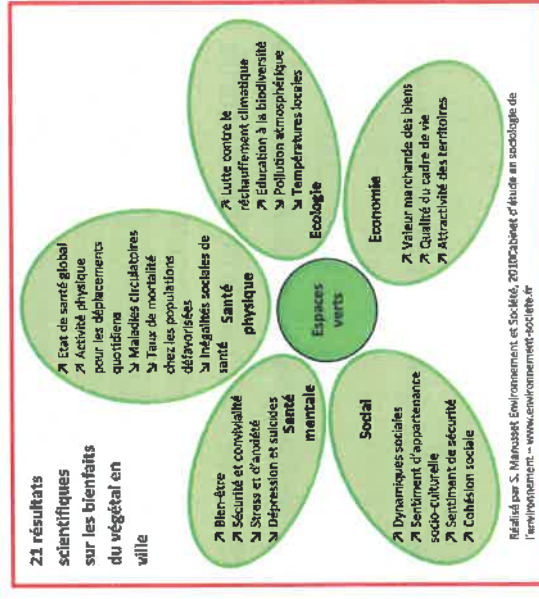 21 résultats
scientifiques
sur les bienfaits
du végétal en
ville
↗ Etat de santé global
↗ Activité physique
pour les déplacements
quotidiens
↘ Maladies circulatoires
↘ Taux de mortalité
chez les populations
défavorisées
↘ Inégalités sociales de
santé
Santé
physique
↗ Lutte contre le
réchauffement climatique
↗ Education à la biodiversité
↘ Pollution atmosphérique
↘ Températures locales
Ecologie
Economie
↗ Valeur marchande des biens
↗ Qualité du cadre de vie
↗ Attractivité des territoires
Espaces
verts
↗ Bien-être
↗ Sécurité et convivialité
↘ Stress et d'anxiété
↘ Dépression et suicides
Santé
mentale
Social
↗ Dynamiques sociales
↗ Sentiment d'appartenance
socio-culturelle
↗ Sentiment de sécurité
↗ Cohésion sociale
Réalisé par S. Manusset Environnement et Société, 2010Cabinet d'étude en sociologie de
l'environnement – www.environnement-societe.fr